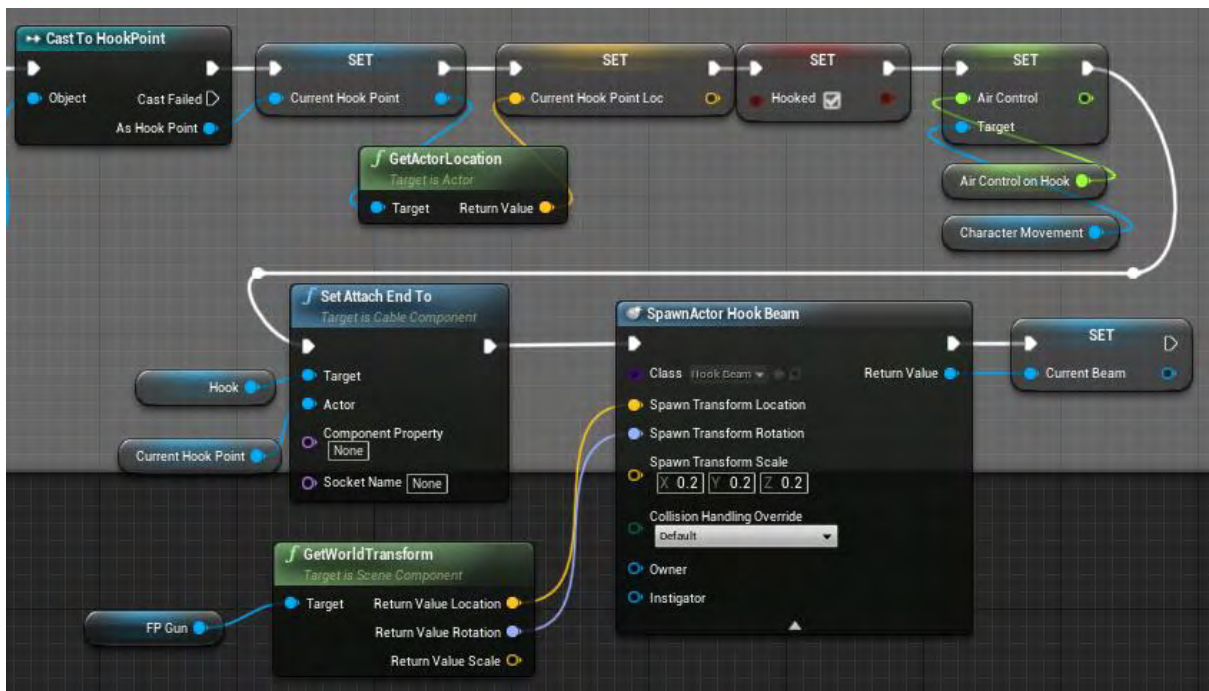 Cast To HookPoint
Object
Cast Failed
As Hook Point
SET
Current Hook Point
SET
Current Hook Point Loc
SET
Hooked
SET
Air Control
Target
f GetActorLocation
Target is Actor
Target
Return Value
Air Control on Hook
Character Movement
f Set Attach End To
Target is Cable Component
Target
Actor
Component Property
None
Socket Name None
Hook
Current Hook Point
SpawnActor Hook Beam
Class Hook Beam
Return Value
Spawn Transform Location
Spawn Transform Rotation
Spawn Transform Scale
X 0.2 Y 0.2 Z 0.2
Collision Handling Override
Default
Owner
Instigator
SET
Current Beam
f GetWorldTransform
Target is Scene Component
Target
Return Value Location
Return Value Rotation
Return Value Scale
FP Gun